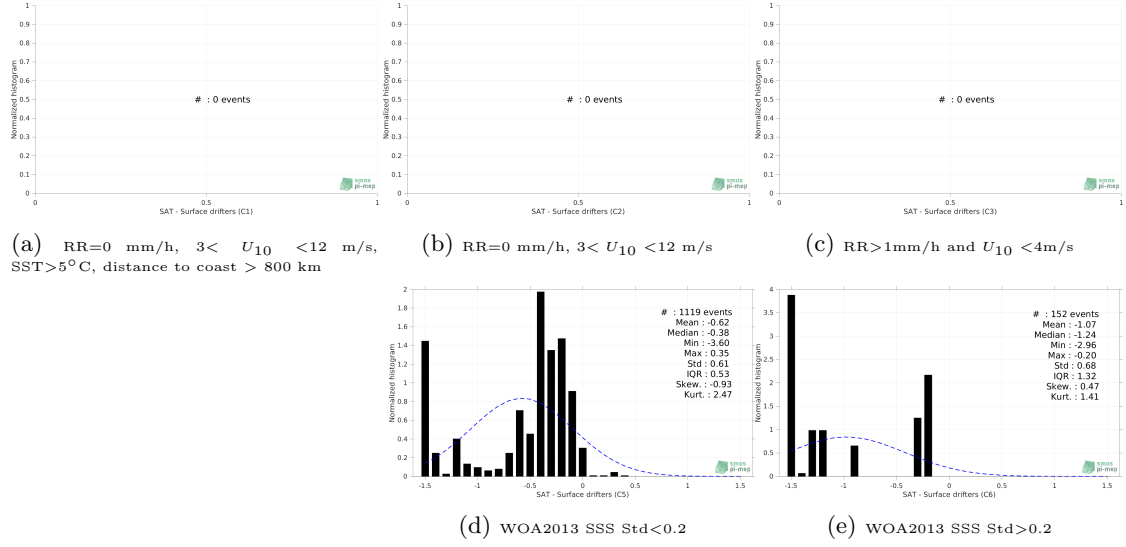 Normalized histogram
1
0.9
0.8
0.7
0.6
0.5
0.4
0.3
0.2
0.1
0
# : 0 events
smos
pi-mep
0 0.5 1
SAT - Surface drifters (C1)
(a) RR=0 mm/h, 3< U10 <12 m/s,
SST>5°C, distance to coast > 800 km
Normalized histogram
1
0.9
0.8
0.7
0.6
0.5
0.4
0.3
0.2
0.1
0
# : 0 events
smos
pi-mep
0 0.5 1
SAT - Surface drifters (C2)
(b) RR=0 mm/h, 3< U10 <12 m/s
Normalized histogram
1
0.9
0.8
0.7
0.6
0.5
0.4
0.3
0.2
0.1
0
# : 0 events
smos
pi-mep
0 0.5 1
SAT - Surface drifters (C3)
(c) RR>1mm/h and U10 <4m/s
Normalized histogram
2
1.8
1.6
1.4
1.2
1
0.8
0.6
0.4
0.2
0
# : 1119 events
Mean : -0.62
Median : -0.38
Min : -3.60
Max : 0.35
Std : 0.61
IQR : 0.53
Skew. : -0.93
Kurt. : 2.47
smos
pi-mep
-1.5 -1 -0.5 0 0.5 1 1.5
SAT - Surface drifters (C5)
(d) WOA2013 SSS Std<0.2
Normalized histogram
4
3.5
3
2.5
2
1.5
1
0.5
0
# : 152 events
Mean : -1.07
Median : -1.24
Min : -2.96
Max : -0.20
Std : 0.68
IQR : 1.32
Skew. : 0.47
Kurt. : 1.41
smos
pi-mep
-1.5 -1 -0.5 0 0.5 1 1.5
SAT - Surface drifters (C6)
(e) WOA2013 SSS Std>0.2